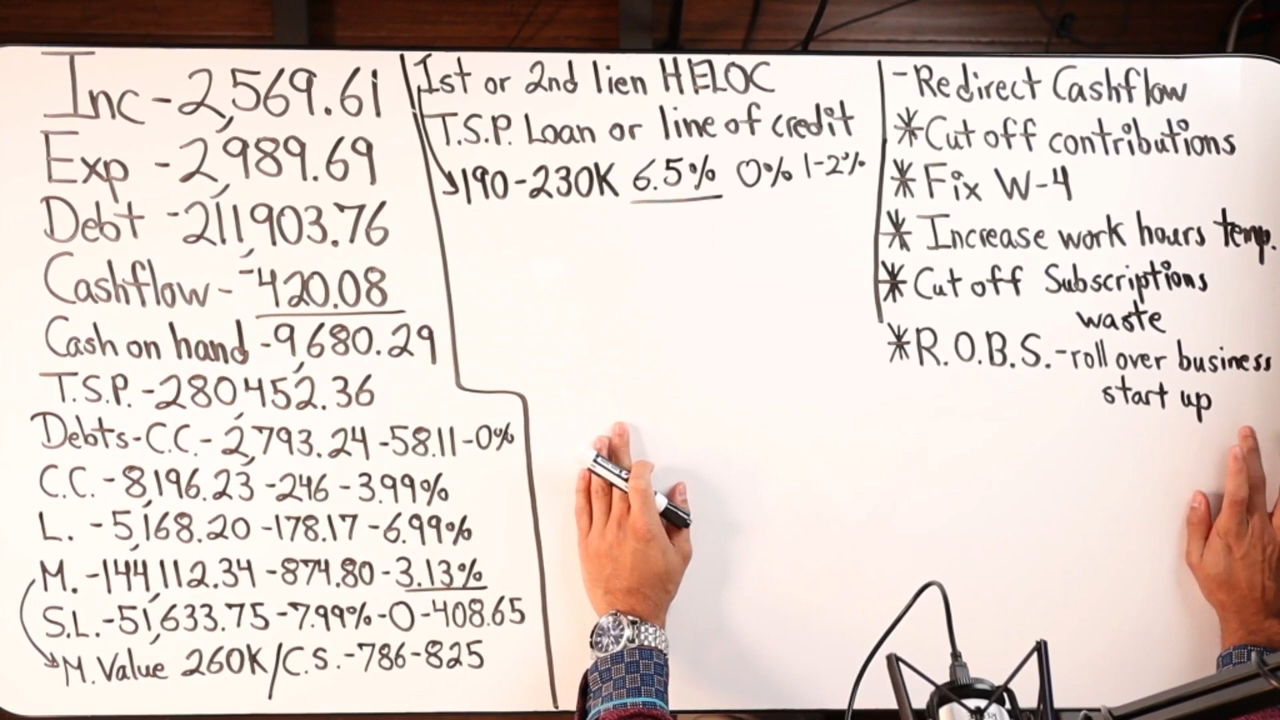 Inc - 2,569.61
Exp - 2,989.69
Debt - 211,903.76
Cashflow - -420.08
Cash on hand - 9,680.29
T.S.P. - 280,452.36
Debts - C.C. - 2,793.24 - 58.11 - 0%
C.C. - 8,196.23 - 246 - 3.99%
L. - 5,168.20 - 178.17 - 6.99%
M. - 144,112.34 - 874.80 - 3.13%
S.L. - 51,633.75 - 7.99% - 0 - 408.65
M. Value 260K / C.S. - 786-825
1st or 2nd lien HELOC
T.S.P. Loan or line of credit
190-230K 6.5% 0% 1-2%
- Redirect Cashflow
* Cut off contributions
* Fix W-4
* Increase work hours temp.
* Cut off Subscriptions
waste
* R.O.B.S. - roll over business
start up